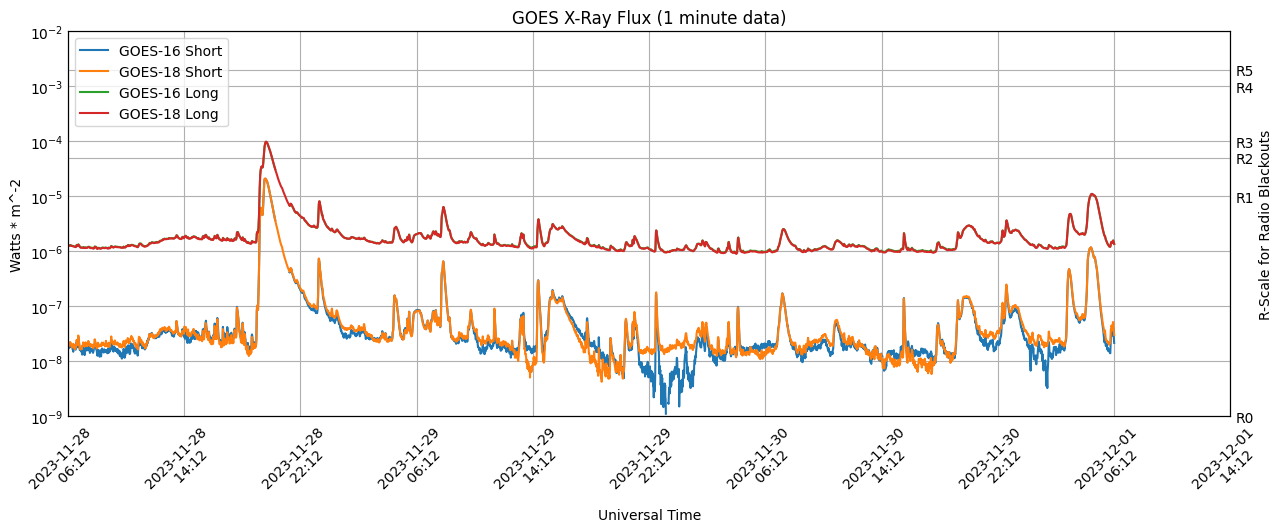 GOES X-Ray Flux (1 minute data)
GOES-16 Short
GOES-18 Short
GOES-16 Long
GOES-18 Long
Watts * m^-2
10^-2
10^-3
10^-4
10^-5
10^-6
10^-7
10^-8
10^-9
R5
R4
R3
R2
R1
R0
R-Scale for Radio Blackouts
2023-11-28
06:12
2023-11-28
14:12
2023-11-28
22:12
2023-11-29
06:12
2023-11-29
14:12
2023-11-29
22:12
2023-11-30
06:12
2023-11-30
14:12
2023-11-30
22:12
2023-12-01
06:12
2023-12-01
14:12
Universal Time